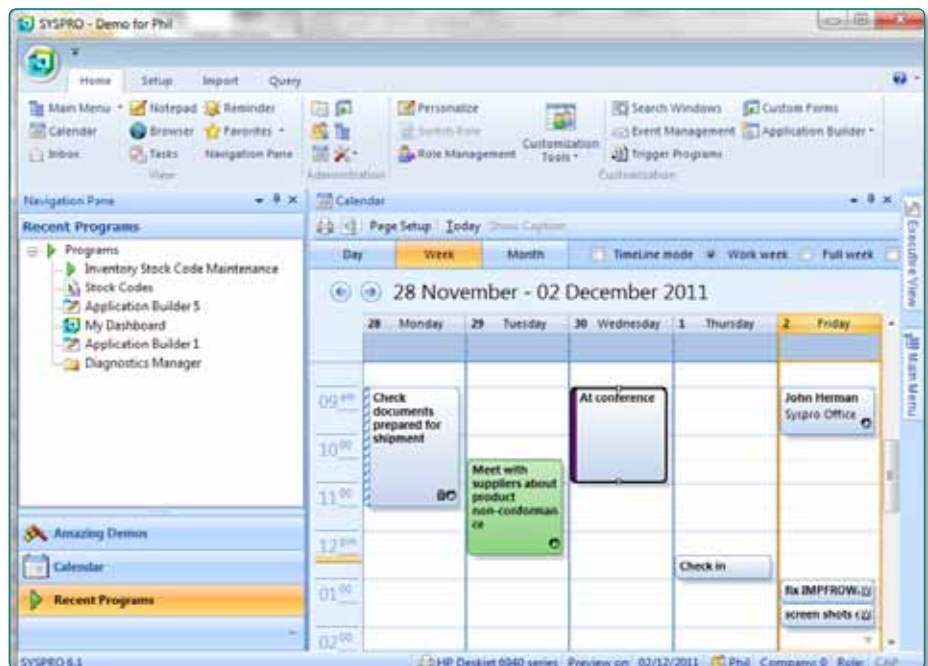 SYSPRO - Demo for Phil
Home Setup Import Query
Main Menu Notepad Reminder
Calendar Browser Favorites
Inbox Tasks Navigation Pane
View
Administration
Personalize
Switch Role
Role Management
Customization Tools
Search Windows Custom Forms
Event Management Application Builder
Trigger Programs
Customization
Navigation Pane
Recent Programs
Programs
Inventory Stock Code Maintenance
Stock Codes
Application Builder 5
My Dashboard
Application Builder 1
Diagnostics Manager
Amazing Demos
Calendar
Recent Programs
Calendar
Page Setup Today Show Caption
Day Week Month TimeLine mode Work week Full week
28 November - 02 December 2011
28 Monday 29 Tuesday 30 Wednesday 1 Thursday 2 Friday
09 am
10 00
11 00
12 pm
01 00
02 00
Check
documents
prepared for
shipment
Meet with
suppliers about
product
non-conforman
ce
At conference
Check in
John Herman
Syspro Office
fix IMPFROW
screen shots
Executive View
Main Menu
SYSPRO 6.1 HP Deskjet 6940 series Preview on 02/12/2011 Phil Company 0 Role CAP